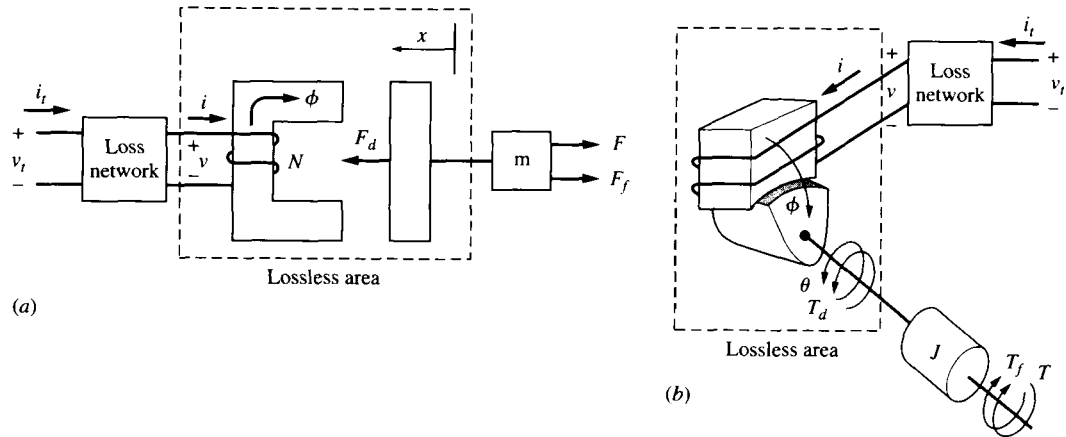 x
i_t
i
ϕ
+
v_t
−
Loss
network
+
v
−
N
F_d
m
F
F_f
Lossless area
(a)
i_t
i
+
v
−
Loss
network
+
v_t
−
ϕ
θ
T_d
Lossless area
J
T_f
T
(b)